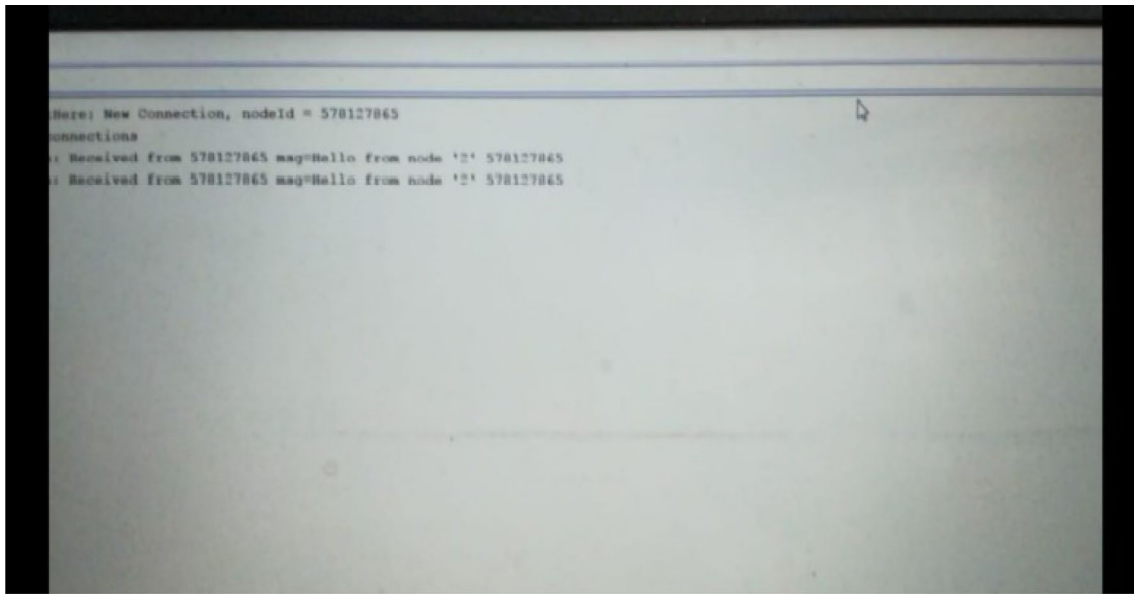 Here: New Connection, nodeId = 578127865
connections
: Received from 578127865 msg=Hello from node '2' 578127865
: Received from 578127865 msg=Hello from node '2' 578127865